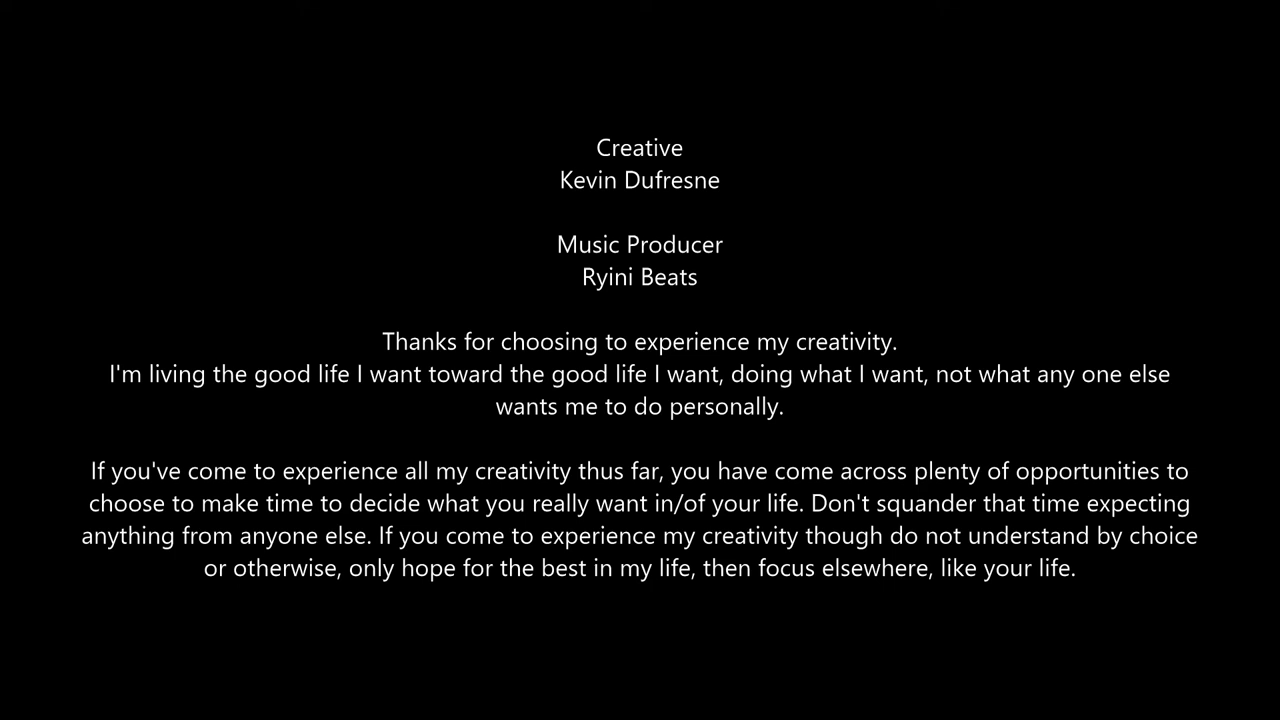 Creative
Kevin Dufresne
Music Producer
Ryini Beats
Thanks for choosing to experience my creativity.
I'm living the good life I want toward the good life I want, doing what I want, not what any one else
wants me to do personally.
If you've come to experience all my creativity thus far, you have come across plenty of opportunities to
choose to make time to decide what you really want in/of your life. Don't squander that time expecting
anything from anyone else. If you come to experience my creativity though do not understand by choice
or otherwise, only hope for the best in my life, then focus elsewhere, like your life.